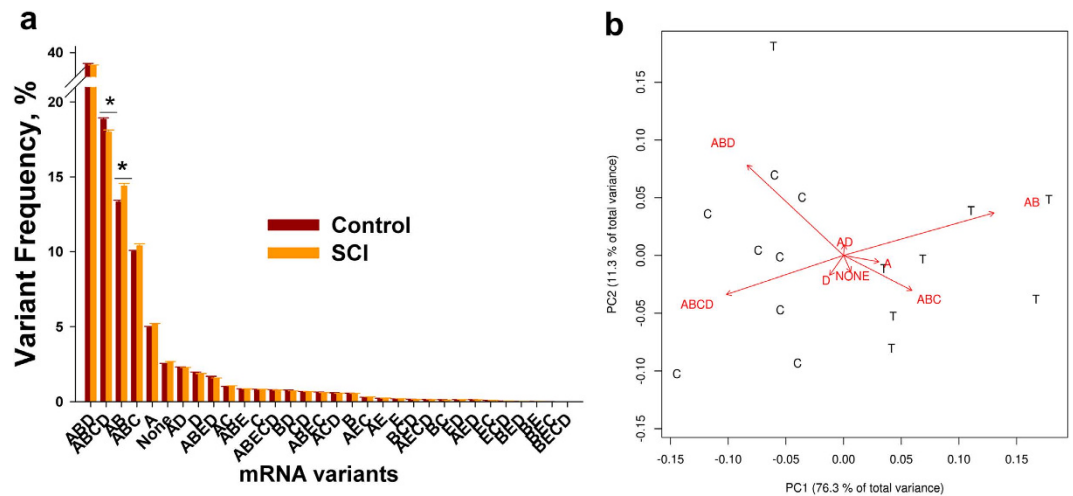 a
Variant Frequency, %
40
20
15
10
5
0
*
*
Control
SCI
ABD
ABCD
AB
ABC
A
None
AD
D
ABED
AC
ABE
C
ABECD
BD
CD
ABEC
ACD
B
AEC
AE
BCD
AECD
BC
ED
AED
EC
ECD
BED
BE
BEC
BECD
mRNA variants
b
PC2 (11.3 % of total variance)
0.15
0.10
0.05
0.00
-0.05
-0.10
-0.15
T
ABD
C
C
T
AB
C
T
AD
C
C
T
A
T
D
NONE
ABCD
ABC
T
C
T
T
C
C
-0.15
-0.10
-0.05
0.00
0.05
0.10
0.15
PC1 (76.3 % of total variance)